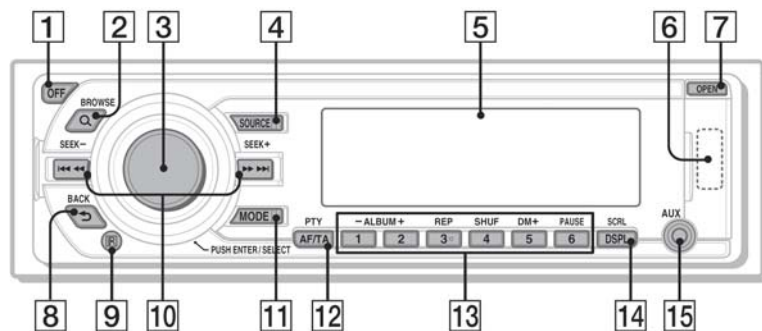 1 2 3 4 5 6 7
OFF
OPEN
BROWSE
SOURCE
SEEK– SEEK+
BACK
MODE
PUSH ENTER / SELECT
PTY – ALBUM + REP SHUF DM+ PAUSE SCRL AUX
AF/TA 1 2 3 4 5 6 DSPL
R
8 9 10 11 12 13 14 15